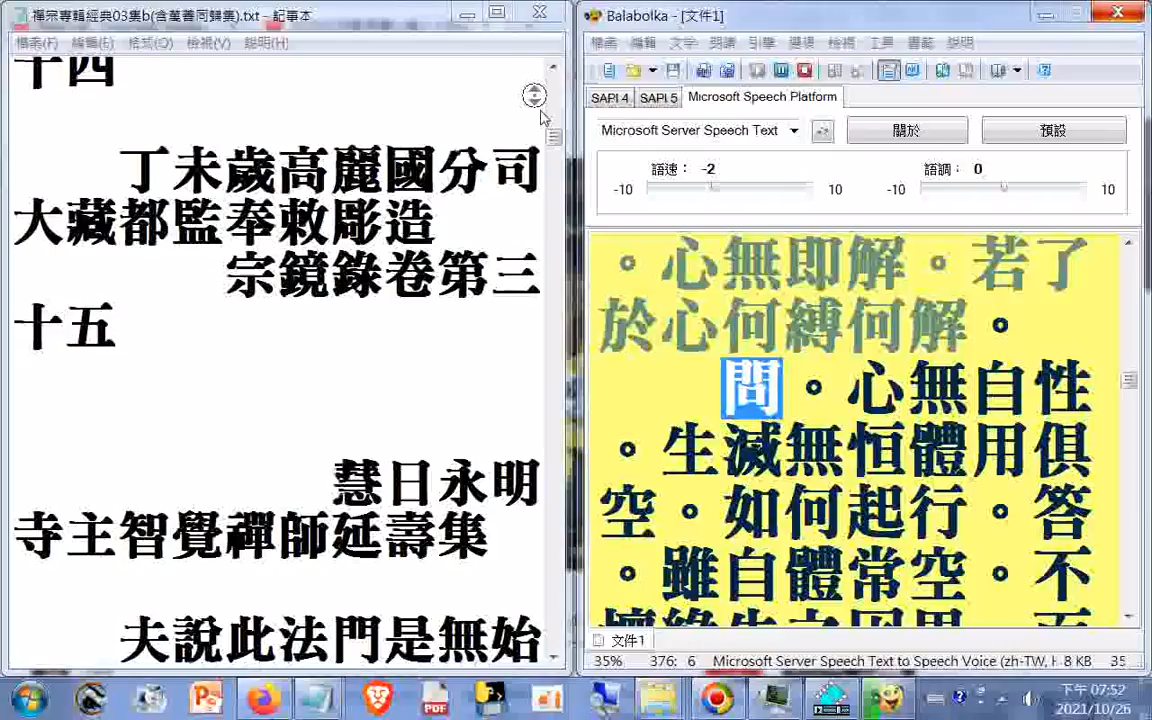 禪宗專輯經典03集b(含萬善同歸集).txt - 記事本
檔案(F) 編輯(E) 格式(O) 檢視(V) 說明(H)
十四
丁未歲高麗國分司
大藏都監奉敕彫造
宗鏡錄卷第三
十五
慧日永明
寺主智覺禪師延壽集
夫說此法門是無始
Balabolka - [文件1]
檔案 編輯 文字 朗讀 引擎 選項 檢視 工具 書籤 說明
SAPI 4 SAPI 5 Microsoft Speech Platform
Microsoft Server Speech Text
關於 預設
語速： -2 語調： 0
-10 10 -10 10
。心無即解。若了
於心何縛何解。
問。心無自性
。生滅無恒體用俱
空。如何起行。答
。雖自體常空。不
壞緣生之因果。而
文件1
35% 376: 6 Microsoft Server Speech Text to Speech Voice (zh-TW, H 8 KB 35
PDF
下午 07:52
2021/10/26